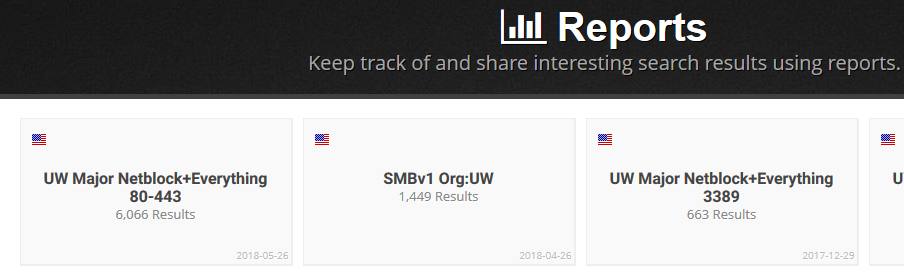 Reports
Keep track of and share interesting search results using reports.
UW Major Netblock+Everything
80-443
6,066 Results
2018-05-26
SMBv1 Org:UW
1,449 Results
2018-04-26
UW Major Netblock+Everything
3389
663 Results
2017-12-29